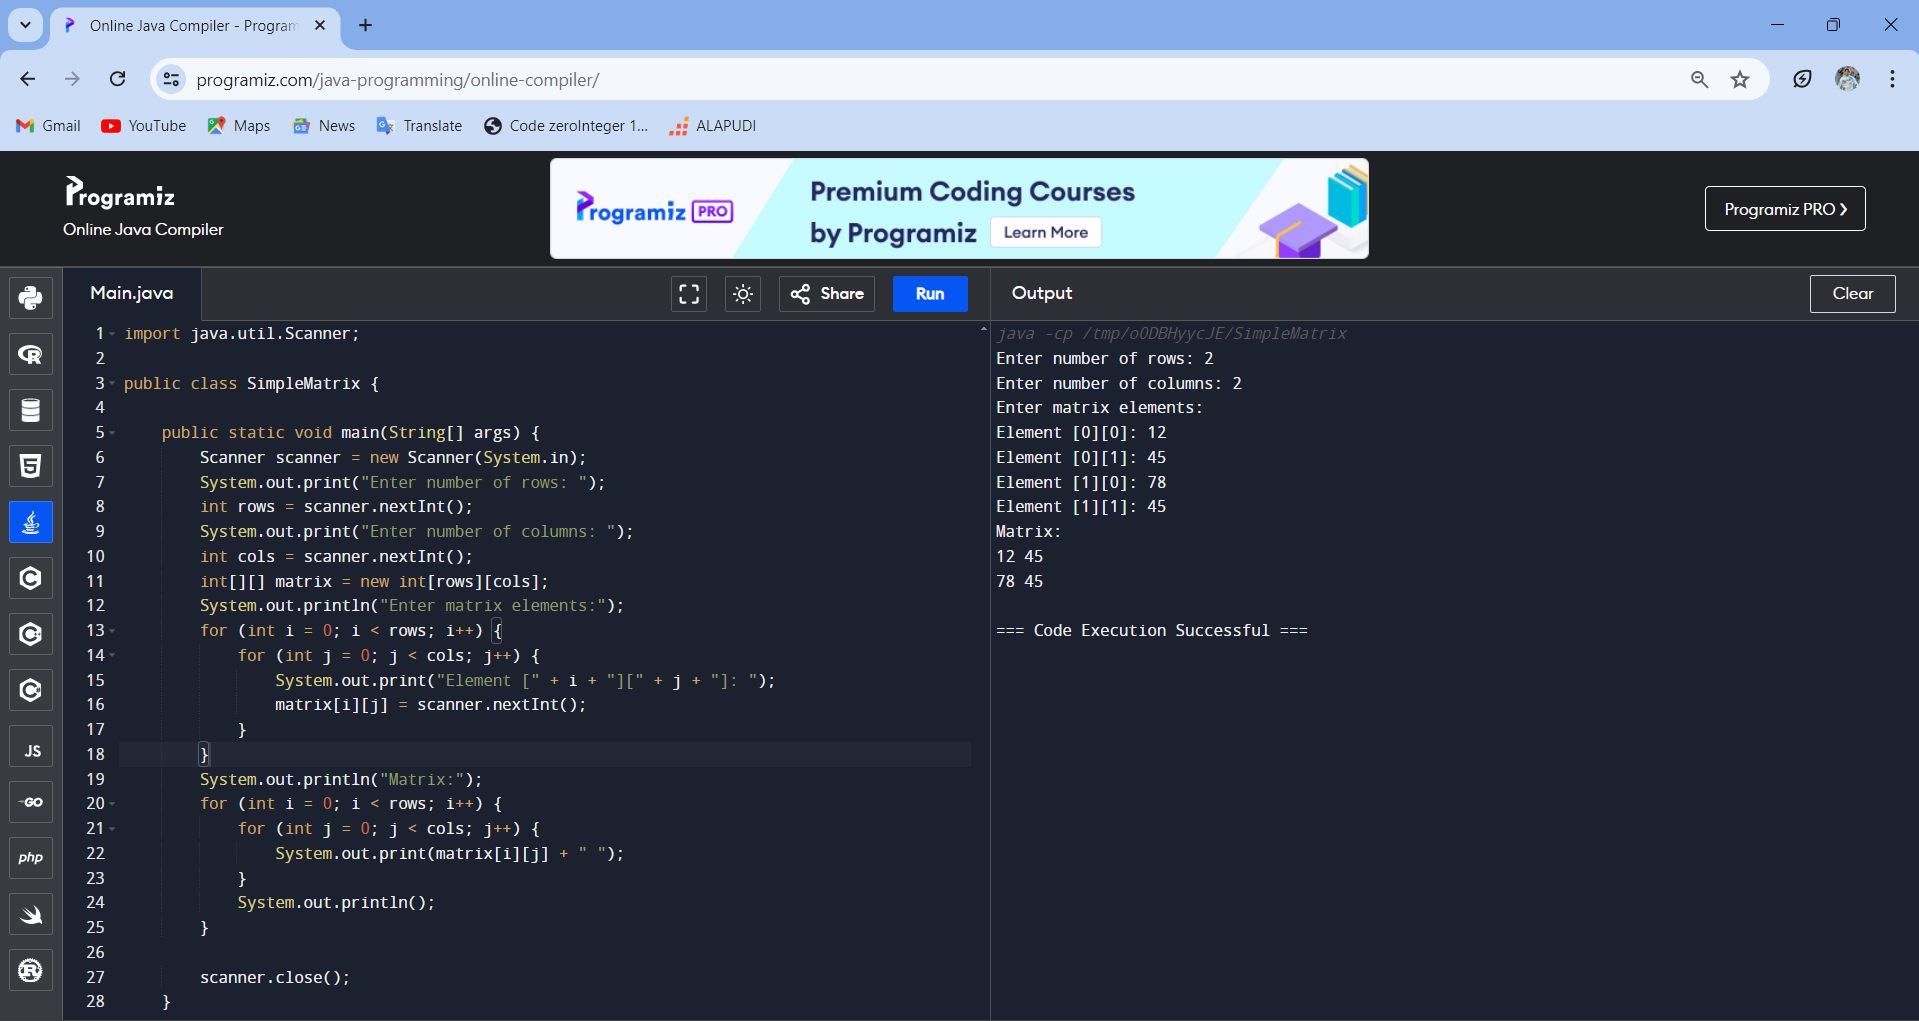 Online Java Compiler - Program
programiz.com/java-programming/online-compiler/
Gmail YouTube Maps News Translate Code zeroInteger 1... ALAPUDI
Programiz
Online Java Compiler
Programiz PRO
Premium Coding Courses
by Programiz Learn More
Programiz PRO ›
Main.java Share Run Output Clear
1 import java.util.Scanner;
2
3 public class SimpleMatrix {
4
5     public static void main(String[] args) {
6         Scanner scanner = new Scanner(System.in);
7         System.out.print("Enter number of rows: ");
8         int rows = scanner.nextInt();
9         System.out.print("Enter number of columns: ");
10         int cols = scanner.nextInt();
11         int[][] matrix = new int[rows][cols];
12         System.out.println("Enter matrix elements:");
13         for (int i = 0; i < rows; i++) {
14             for (int j = 0; j < cols; j++) {
15                 System.out.print("Element [" + i + "][" + j + "]: ");
16                 matrix[i][j] = scanner.nextInt();
17             }
18         }
19         System.out.println("Matrix:");
20         for (int i = 0; i < rows; i++) {
21             for (int j = 0; j < cols; j++) {
22                 System.out.print(matrix[i][j] + " ");
23             }
24             System.out.println();
25         }
26
27         scanner.close();
28     }
java -cp /tmp/oODBHyycJE/SimpleMatrix
Enter number of rows: 2
Enter number of columns: 2
Enter matrix elements:
Element [0][0]: 12
Element [0][1]: 45
Element [1][0]: 78
Element [1][1]: 45
Matrix:
12 45
78 45
=== Code Execution Successful ===
R
5
C
C
C
JS
GO
php
R